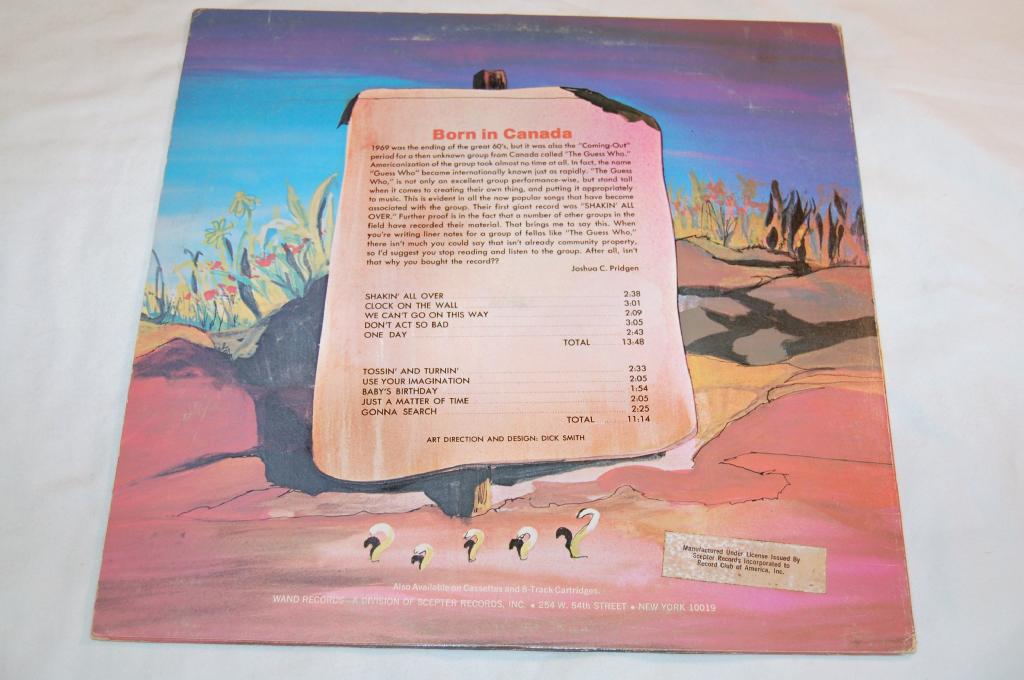 Born in Canada
1969 was the ending of the great 60's, but it was also the "Coming-Out"
period for a then unknown group from Canada called "The Guess Who."
Americanization of the group took almost no time at all. In fact, the name
"Guess Who" became internationally known just as rapidly. "The Guess
Who," is not only an excellent group performance-wise, but stand tall
when it comes to creating their own thing, and putting it appropriately
to music. This is evident in all the now popular songs that have become
associated with the group. Their first giant record was "SHAKIN' ALL
OVER." Further proof is in the fact that a number of other groups in the
field have recorded their material. That brings me to say this. When
you're writing liner notes for a group of fellos like "The Guess Who,"
there isn't much you could say that isn't already community property,
so I'd suggest you stop reading and listen to the group. After all, isn't
that why you bought the record??
Joshua C. Pridgen
SHAKIN' ALL OVER 2:38
CLOCK ON THE WALL 3:01
WE CAN'T GO ON THIS WAY 2:09
DON'T ACT SO BAD 3:05
ONE DAY 2:43
TOTAL 13:48
TOSSIN' AND TURNIN' 2:33
USE YOUR IMAGINATION 2:05
BABY'S BIRTHDAY 1:54
JUST A MATTER OF TIME 2:05
GONNA SEARCH 2:25
TOTAL 11:14
ART DIRECTION AND DESIGN: DICK SMITH
? ? ? ? ?
Manufactured Under License Issued By
Scepter Records Incorporated to
Record Club of America, Inc.
Also Available on Cassettes and 8-Track Cartridges.
WAND RECORDS • A DIVISION OF SCEPTER RECORDS, INC. • 254 W. 54th STREET • NEW YORK 10019